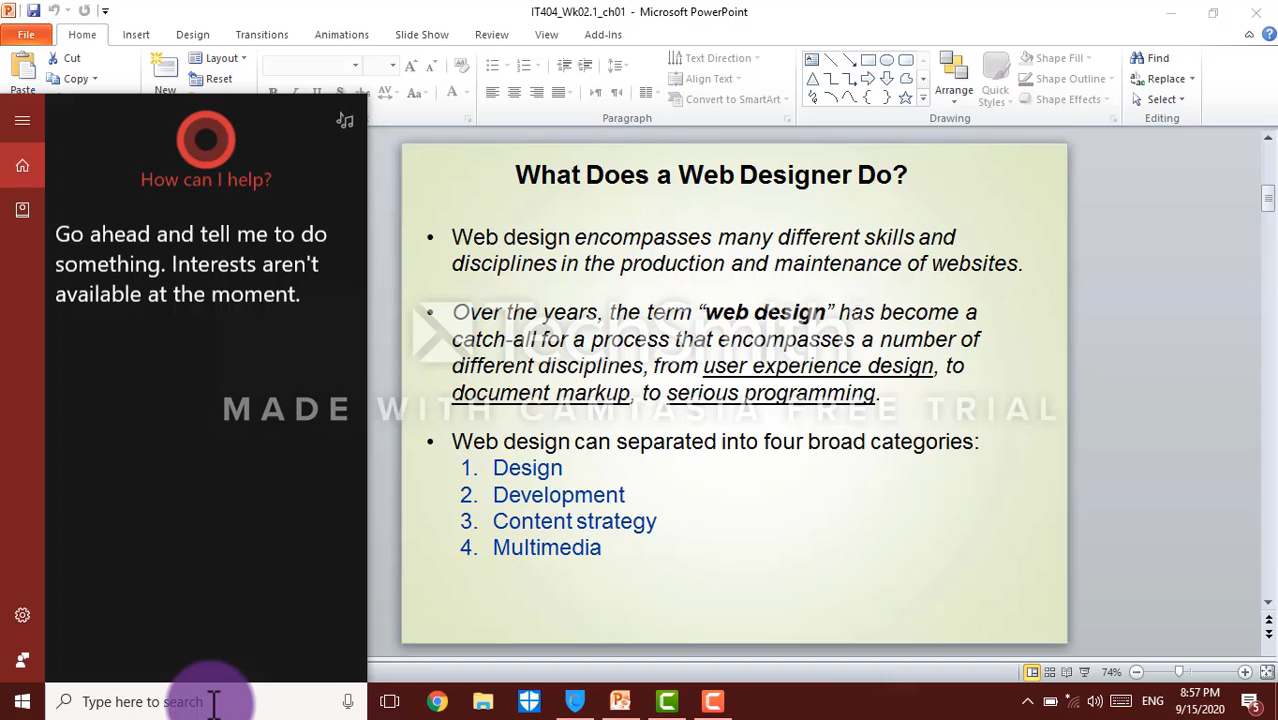 IT404_Wk02.1_ch01 - Microsoft PowerPoint
File Home Insert Design Transitions Animations Slide Show Review View Add-Ins
Cut
Copy
Paste
New
Layout
Reset
Text Direction
Align Text
Convert to SmartArt
Paragraph
Arrange
Quick
Styles
Shape Fill
Shape Outline
Shape Effects
Drawing
Find
Replace
Select
Editing
How can I help?
Go ahead and tell me to do
something. Interests aren't
available at the moment.
What Does a Web Designer Do?
• Web design encompasses many different skills and
disciplines in the production and maintenance of websites.
• Over the years, the term “web design” has become a
catch-all for a process that encompasses a number of
different disciplines, from user experience design, to
document markup, to serious programming.
• Web design can separated into four broad categories:
1. Design
2. Development
3. Content strategy
4. Multimedia
TechSmith
MADE WITH CAMTASIA FREE TRIAL
74%
Type here to search
ENG
8:57 PM
9/15/2020
5